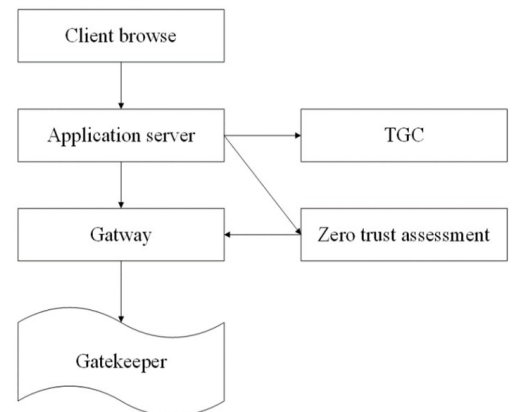 Client browse
Application server
TGC
Gatway
Zero trust assessment
Gatekeeper